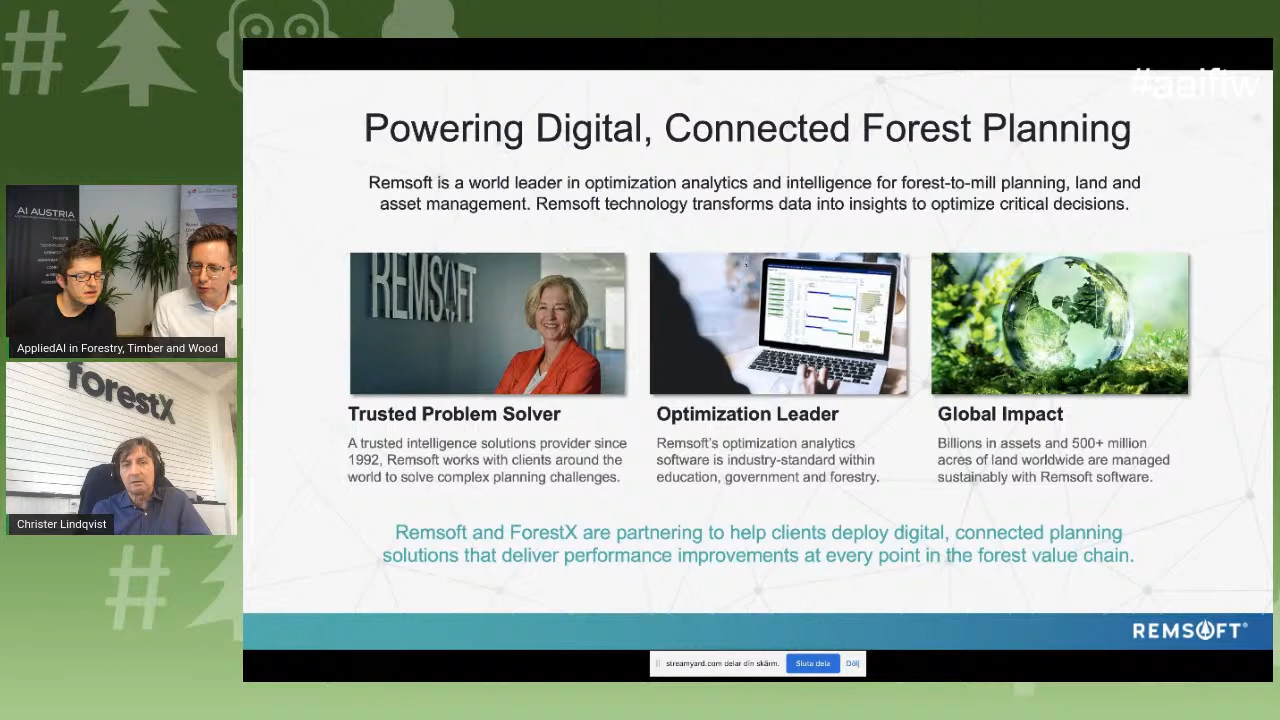 #
#aaiftw
Powering Digital, Connected Forest Planning
Remsoft is a world leader in optimization analytics and intelligence for forest-to-mill planning, land and
asset management. Remsoft technology transforms data into insights to optimize critical decisions.
AI AUSTRIA
AppliedAI in Forestry, Timber and Wood
forestX
Christer Lindqvist
REMSOFT
Trusted Problem Solver
A trusted intelligence solutions provider since
1992, Remsoft works with clients around the
world to solve complex planning challenges.
Optimization Leader
Remsoft's optimization analytics
software is industry-standard within
education, government and forestry.
Global Impact
Billions in assets and 500+ million
acres of land worldwide are managed
sustainably with Remsoft software.
Remsoft and ForestX are partnering to help clients deploy digital, connected planning
solutions that deliver performance improvements at every point in the forest value chain.
#
REMSOFT®
streamyard.com delar din skärm.
Sluta dela
Dölj